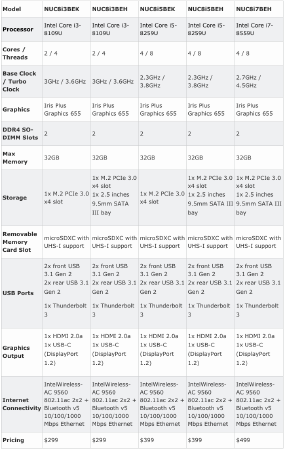 Model NUC8i3BEK NUC8i3BEH NUC8i5BEK NUC8i5BEH NUC8i7BEH
Processor Intel Core i3-8109U Intel Core i3-8109U Intel Core i5-8259U Intel Core i5-8259U Intel Core i7-8559U
Cores / Threads 2 / 4 2 / 4 4 / 8 4 / 8 4 / 8
Base Clock / Turbo Clock 3GHz / 3.6GHz 3GHz / 3.6GHz 2.3GHz / 3.8GHz 2.3GHz / 3.8GHz 2.7GHz / 4.5GHz
Graphics Iris Plus Graphics 655 Iris Plus Graphics 655 Iris Plus Graphics 655 Iris Plus Graphics 655 Iris Plus Graphics 655
DDR4 SO-DIMM Slots 2 2 2 2 2
Max Memory 32GB 32GB 32GB 32GB 32GB
Storage 1x M.2 PCIe 3.0 x4 slot 1x M.2 PCIe 3.0 x4 slot 1x 2.5 inches 9.5mm SATA III bay 1x M.2 PCIe 3.0 x4 slot 1x M.2 PCIe 3.0 x4 slot 1x 2.5 inches 9.5mm SATA III bay 1x M.2 PCIe 3.0 x4 slot 1x 2.5 inches 9.5mm SATA III bay
Removable Memory Card Slot microSDXC with UHS-I support microSDXC with UHS-I support microSDXC with UHS-I support microSDXC with UHS-I support microSDXC with UHS-I support
USB Ports 2x front USB 3.1 Gen 2 2x rear USB 3.1 Gen 2 1x Thunderbolt 3 2x front USB 3.1 Gen 2 2x rear USB 3.1 Gen 2 1x Thunderbolt 3 2x front USB 3.1 Gen 2 2x rear USB 3.1 Gen 2 1x Thunderbolt 3 2x front USB 3.1 Gen 2 2x rear USB 3.1 Gen 2 1x Thunderbolt 3 2x front USB 3.1 Gen 2 2x rear USB 3.1 Gen 2 1x Thunderbolt 3
Graphics Output 1x HDMI 2.0a 1x USB-C (DisplayPort 1.2) 1x HDMI 2.0a 1x USB-C (DisplayPort 1.2) 1x HDMI 2.0a 1x USB-C (DisplayPort 1.2) 1x HDMI 2.0a 1x USB-C (DisplayPort 1.2) 1x HDMI 2.0a 1x USB-C (DisplayPort 1.2)
Internet Connectivity IntelWireless-AC 9560 802.11ac 2x2 + Bluetooth v5 10/100/1000 Mbps Ethernet IntelWireless-AC 9560 802.11ac 2x2 + Bluetooth v5 10/100/1000 Mbps Ethernet IntelWireless-AC 9560 802.11ac 2x2 + Bluetooth v5 10/100/1000 Mbps Ethernet IntelWireless-AC 9560 802.11ac 2x2 + Bluetooth v5 10/100/1000 Mbps Ethernet IntelWireless-AC 9560 802.11ac 2x2 + Bluetooth v5 10/100/1000 Mbps Ethernet
Pricing $299 $299 $399 $399 $499